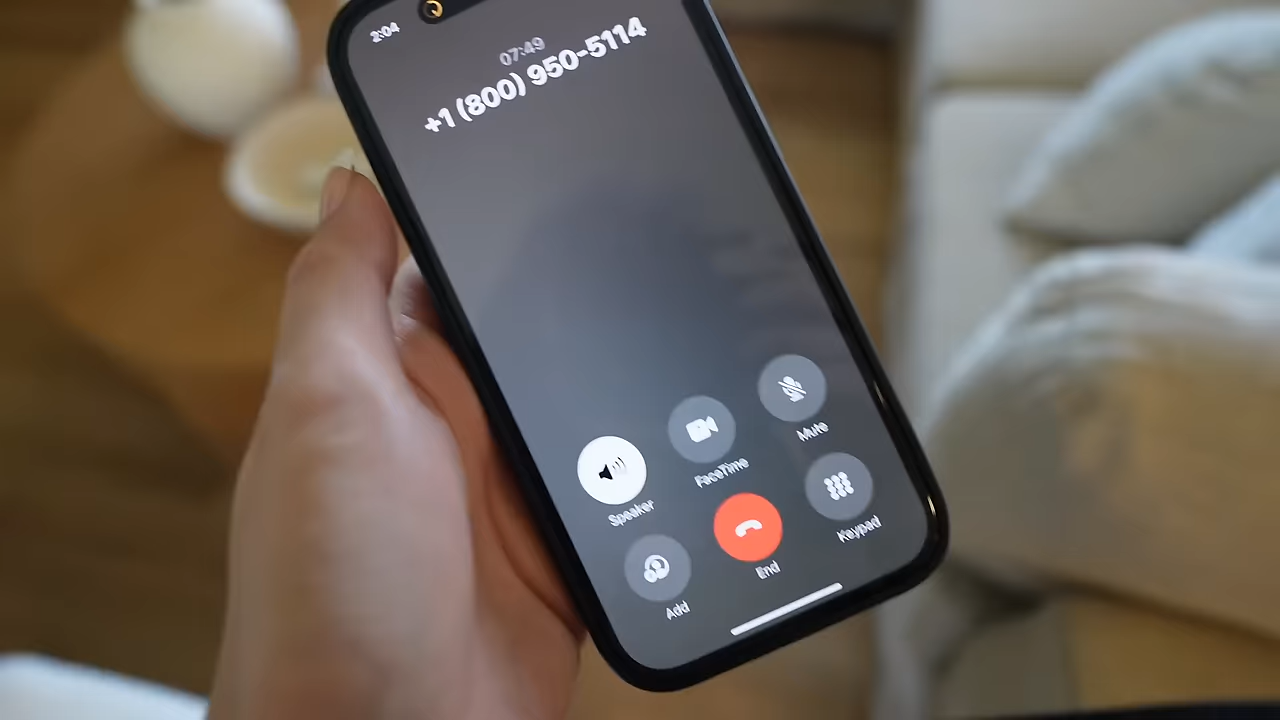 2:04
07:49
+1 (800) 950-5114
Speaker
FaceTime
Mute
Add
End
Keypad